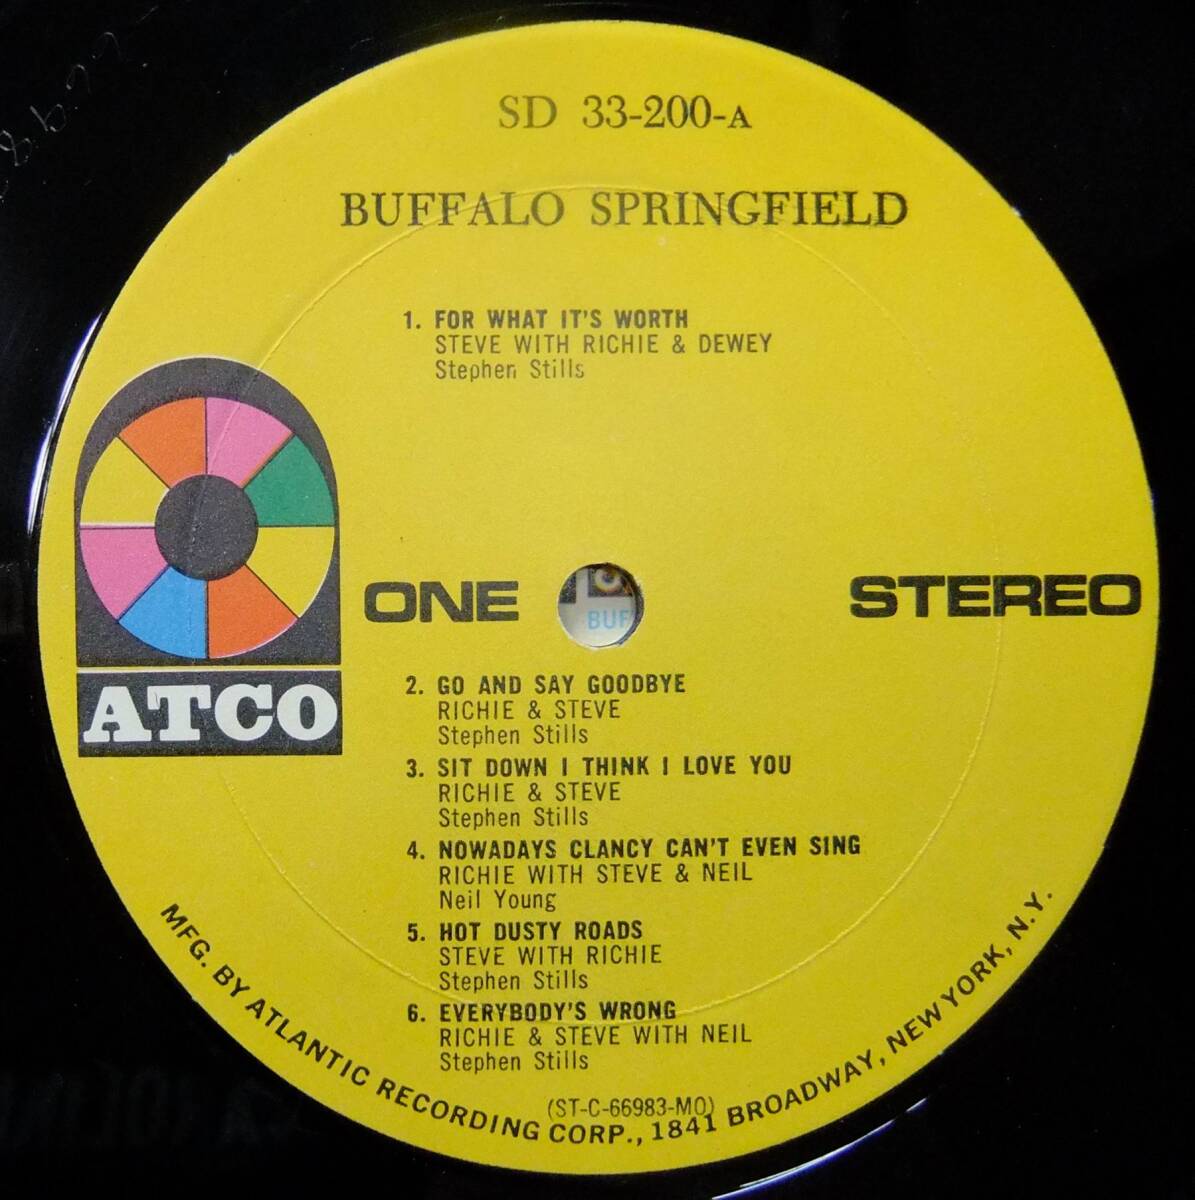 SD 33-200-A
BUFFALO SPRINGFIELD
1. FOR WHAT IT'S WORTH
STEVE WITH RICHIE & DEWEY
Stephen Stills
ATCO
ONE
BUF
STEREO
2. GO AND SAY GOODBYE
RICHIE & STEVE
Stephen Stills
3. SIT DOWN I THINK I LOVE YOU
RICHIE & STEVE
Stephen Stills
4. NOWADAYS CLANCY CAN'T EVEN SING
RICHIE WITH STEVE & NEIL
Neil Young
5. HOT DUSTY ROADS
STEVE WITH RICHIE
Stephen Stills
6. EVERYBODY'S WRONG
RICHIE & STEVE WITH NEIL
Stephen Stills
(ST-C-66983-MO)
MFG. BY ATLANTIC RECORDING CORP., 1841 BROADWAY, NEW YORK, N.Y.